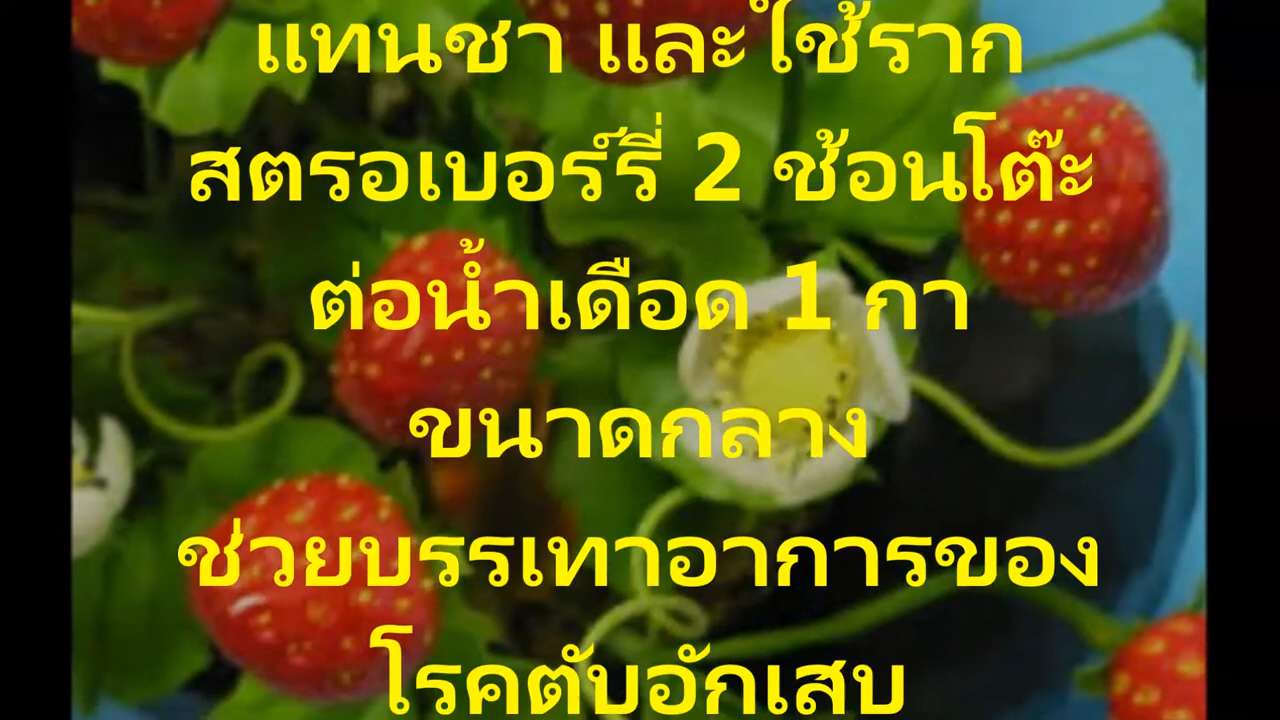 แทนชา และใช้ราก
สตรอเบอร์รี่ 2 ช้อนโต๊ะ
ต่อน้ำเดือด 1 กา
ขนาดกลาง
ช่วยบรรเทาอาการของ
โรคตับอักเสบ